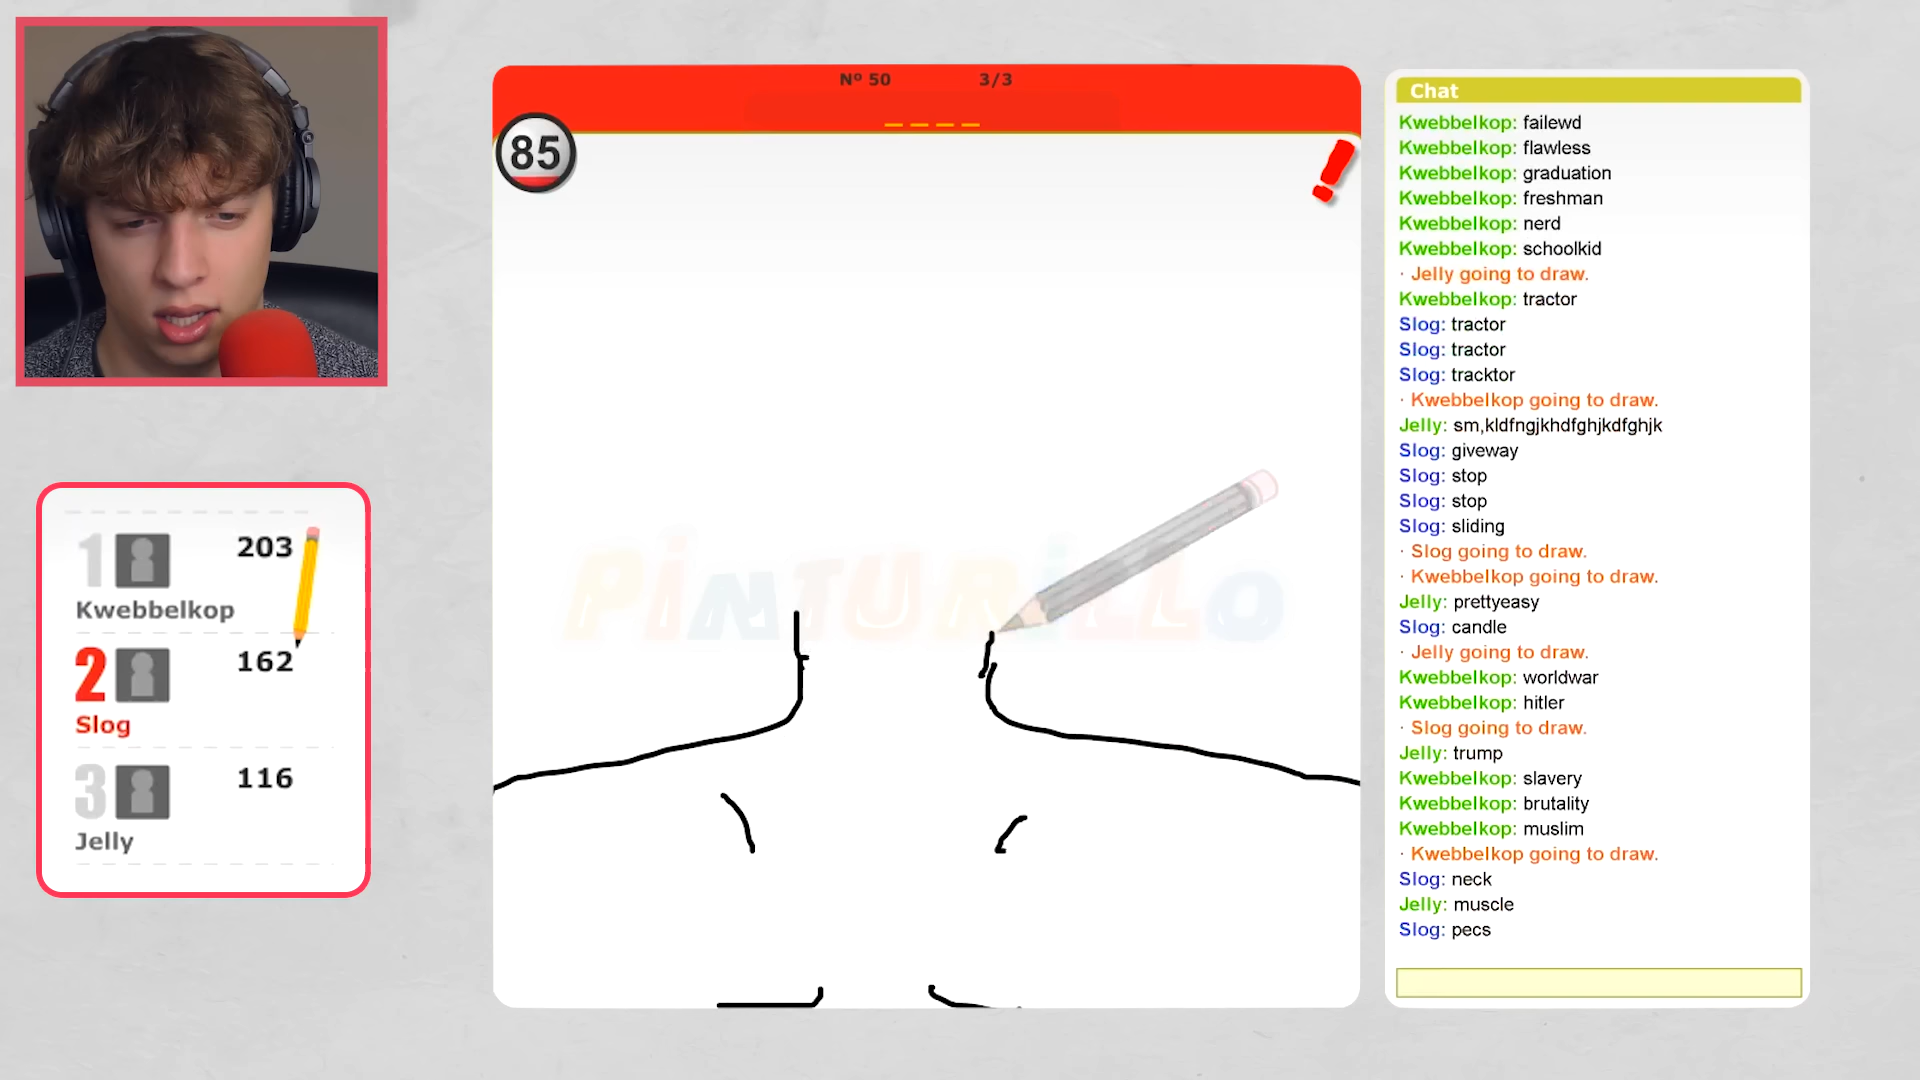 Nº 50 3/3
85
PINTURILLO
1 203
Kwebbelkop
2 162
Slog
3 116
Jelly
Chat
Kwebbelkop: failewd
Kwebbelkop: flawless
Kwebbelkop: graduation
Kwebbelkop: freshman
Kwebbelkop: nerd
Kwebbelkop: schoolkid
· Jelly going to draw.
Kwebbelkop: tractor
Slog: tractor
Slog: tractor
Slog: tracktor
· Kwebbelkop going to draw.
Jelly: sm,kldfngjkhdfghjkdfghjk
Slog: giveway
Slog: stop
Slog: stop
Slog: sliding
· Slog going to draw.
· Kwebbelkop going to draw.
Jelly: prettyeasy
Slog: candle
· Jelly going to draw.
Kwebbelkop: worldwar
Kwebbelkop: hitler
· Slog going to draw.
Jelly: trump
Kwebbelkop: slavery
Kwebbelkop: brutality
Kwebbelkop: muslim
· Kwebbelkop going to draw.
Slog: neck
Jelly: muscle
Slog: pecs